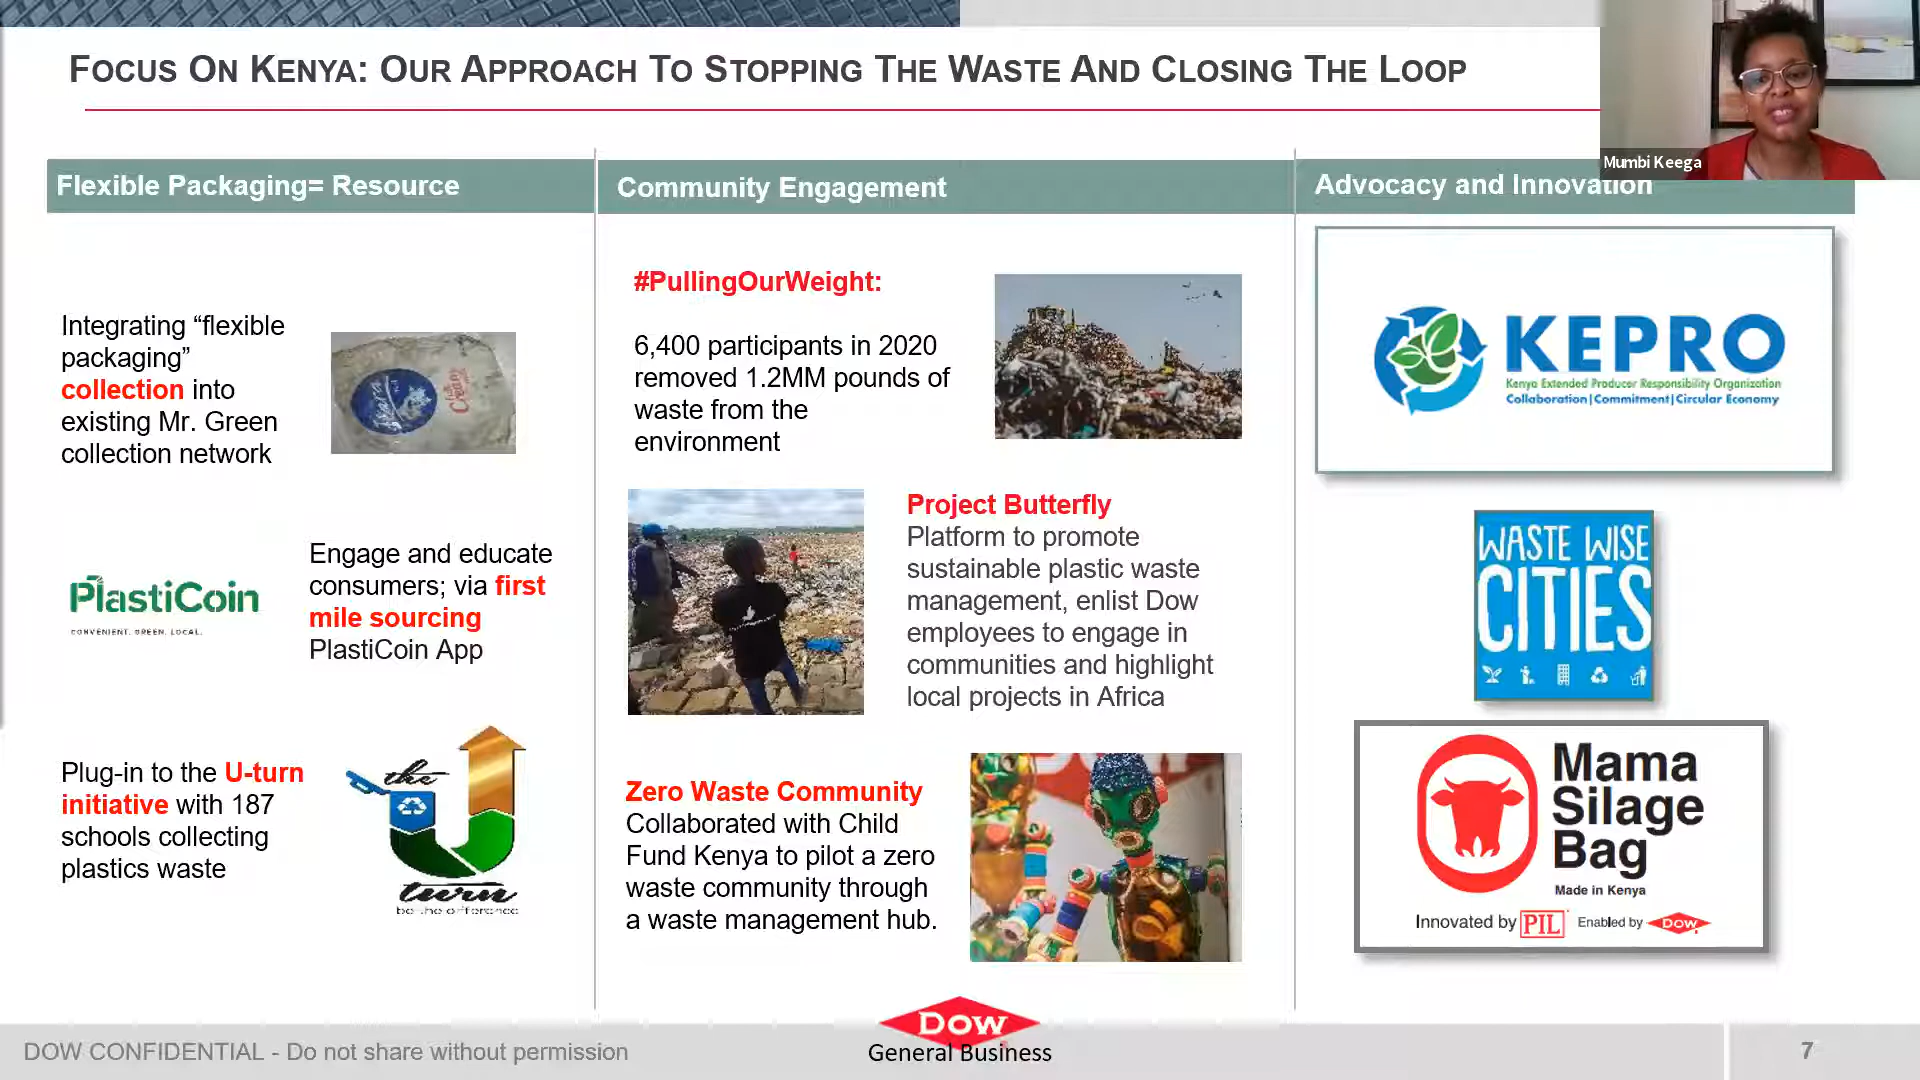 FOCUS ON KENYA: OUR APPROACH TO STOPPING THE WASTE AND CLOSING THE LOOP
Mumbi Keega
Flexible Packaging= Resource
Integrating “flexible
packaging”
collection into
existing Mr. Green
collection network
PlastiCoin
CONVENIENT. GREEN. LOCAL.
Engage and educate
consumers; via first
mile sourcing
PlastiCoin App
Plug-in to the U-turn
initiative with 187
schools collecting
plastics waste
the
turn
be the difference
Community Engagement
#PullingOurWeight:
6,400 participants in 2020
removed 1.2MM pounds of
waste from the
environment
Project Butterfly
Platform to promote
sustainable plastic waste
management, enlist Dow
employees to engage in
communities and highlight
local projects in Africa
Zero Waste Community
Collaborated with Child
Fund Kenya to pilot a zero
waste community through
a waste management hub.
Advocacy and Innovation
KEPRO
Kenya Extended Producer Responsibility Organization
Collaboration|Commitment|Circular Economy
WASTE WISE
CITIES
Mama
Silage
Bag
Made in Kenya
Innovated by PIL Enabled by DOW
DOW CONFIDENTIAL - Do not share without permission
DOW
General Business
7